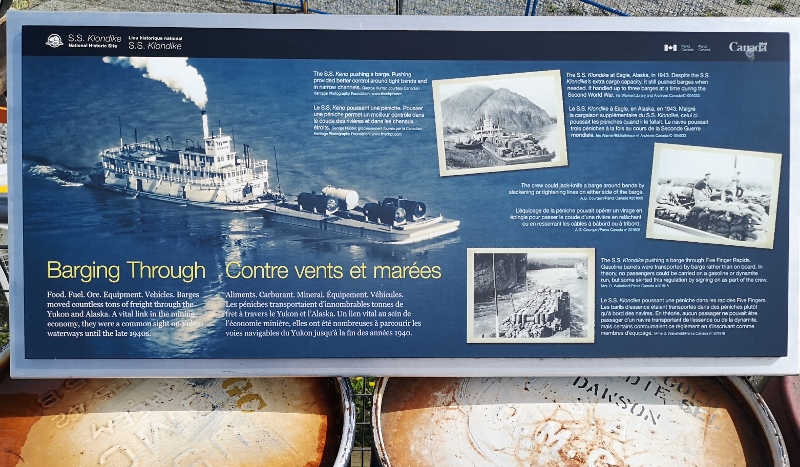 S.S. Klondike
National Historic Site
Lieu historique national
S.S. Klondike
Parks Canada
Parcs Canada
Canada
The S.S. Keno pushing a barge. Pushing
provided better control around tight bends and
in narrow channels.
Le S.S. Keno poussant une péniche. Pousser
une péniche permet un meilleur contrôle dans
le coude des rivières et dans les chenaux
étroits.
The S.S. Klondike at Eagle, Alaska, in 1943. Despite the S.S.
Klondike's extra cargo capacity, it still pushed barges when
needed. It handled up to three barges at a time during the
Second World War.
Le S.S. Klondike à Eagle, en Alaska, en 1943. Malgré
la cargaison supplémentaire du S.S. Klondike, celui ci
poussait les péniches quand il le fallait. Le navire poussait
trois péniches à la fois au cours de la Seconde Guerre
mondiale.
The crew could jack-knife a barge around bends by
slackening or tightening lines on either side of the barge.
L'équipage de la péniche pouvait opérer un virage en
épingle pour passer le coude d'une rivière en relâchant
ou en resserrant les câbles à bâbord ou à tribord.
Barging Through
Food. Fuel. Ore. Equipment. Vehicles. Barges
moved countless tons of freight through the
Yukon and Alaska. A vital link in the mining
economy, they were a common sight on Yukon
waterways until the late 1940s.
Contre vents et marées
Aliments. Carburant. Minerai. Équipement. Véhicules.
Les péniches transportaient d'innombrables tonnes de
fret à travers le Yukon et l'Alaska. Un lien vital au sein de
l'économie minière, elles ont été nombreuses à parcourir les
voies navigables du Yukon jusqu'à la fin des années 1940.
The S.S. Klondike pushing a barge through Five Finger Rapids.
Gasoline barrels were transported by barge rather than on board. In
theory, no passengers could be carried on a gasoline or dynamite
run, but some skirted this regulation by signing on as part of the crew.
Le S.S. Klondike poussant une péniche dans les rapides Five Fingers.
Les barils d'essence étaient transportés dans des péniches plutôt
qu'à bord des navires. En théorie, aucun passager ne pouvait être
passager d'un navire transportant de l'essence ou de la dynamite,
mais certains contournaient ce règlement en s'inscrivant comme
membres d'équipage.
DAWSON